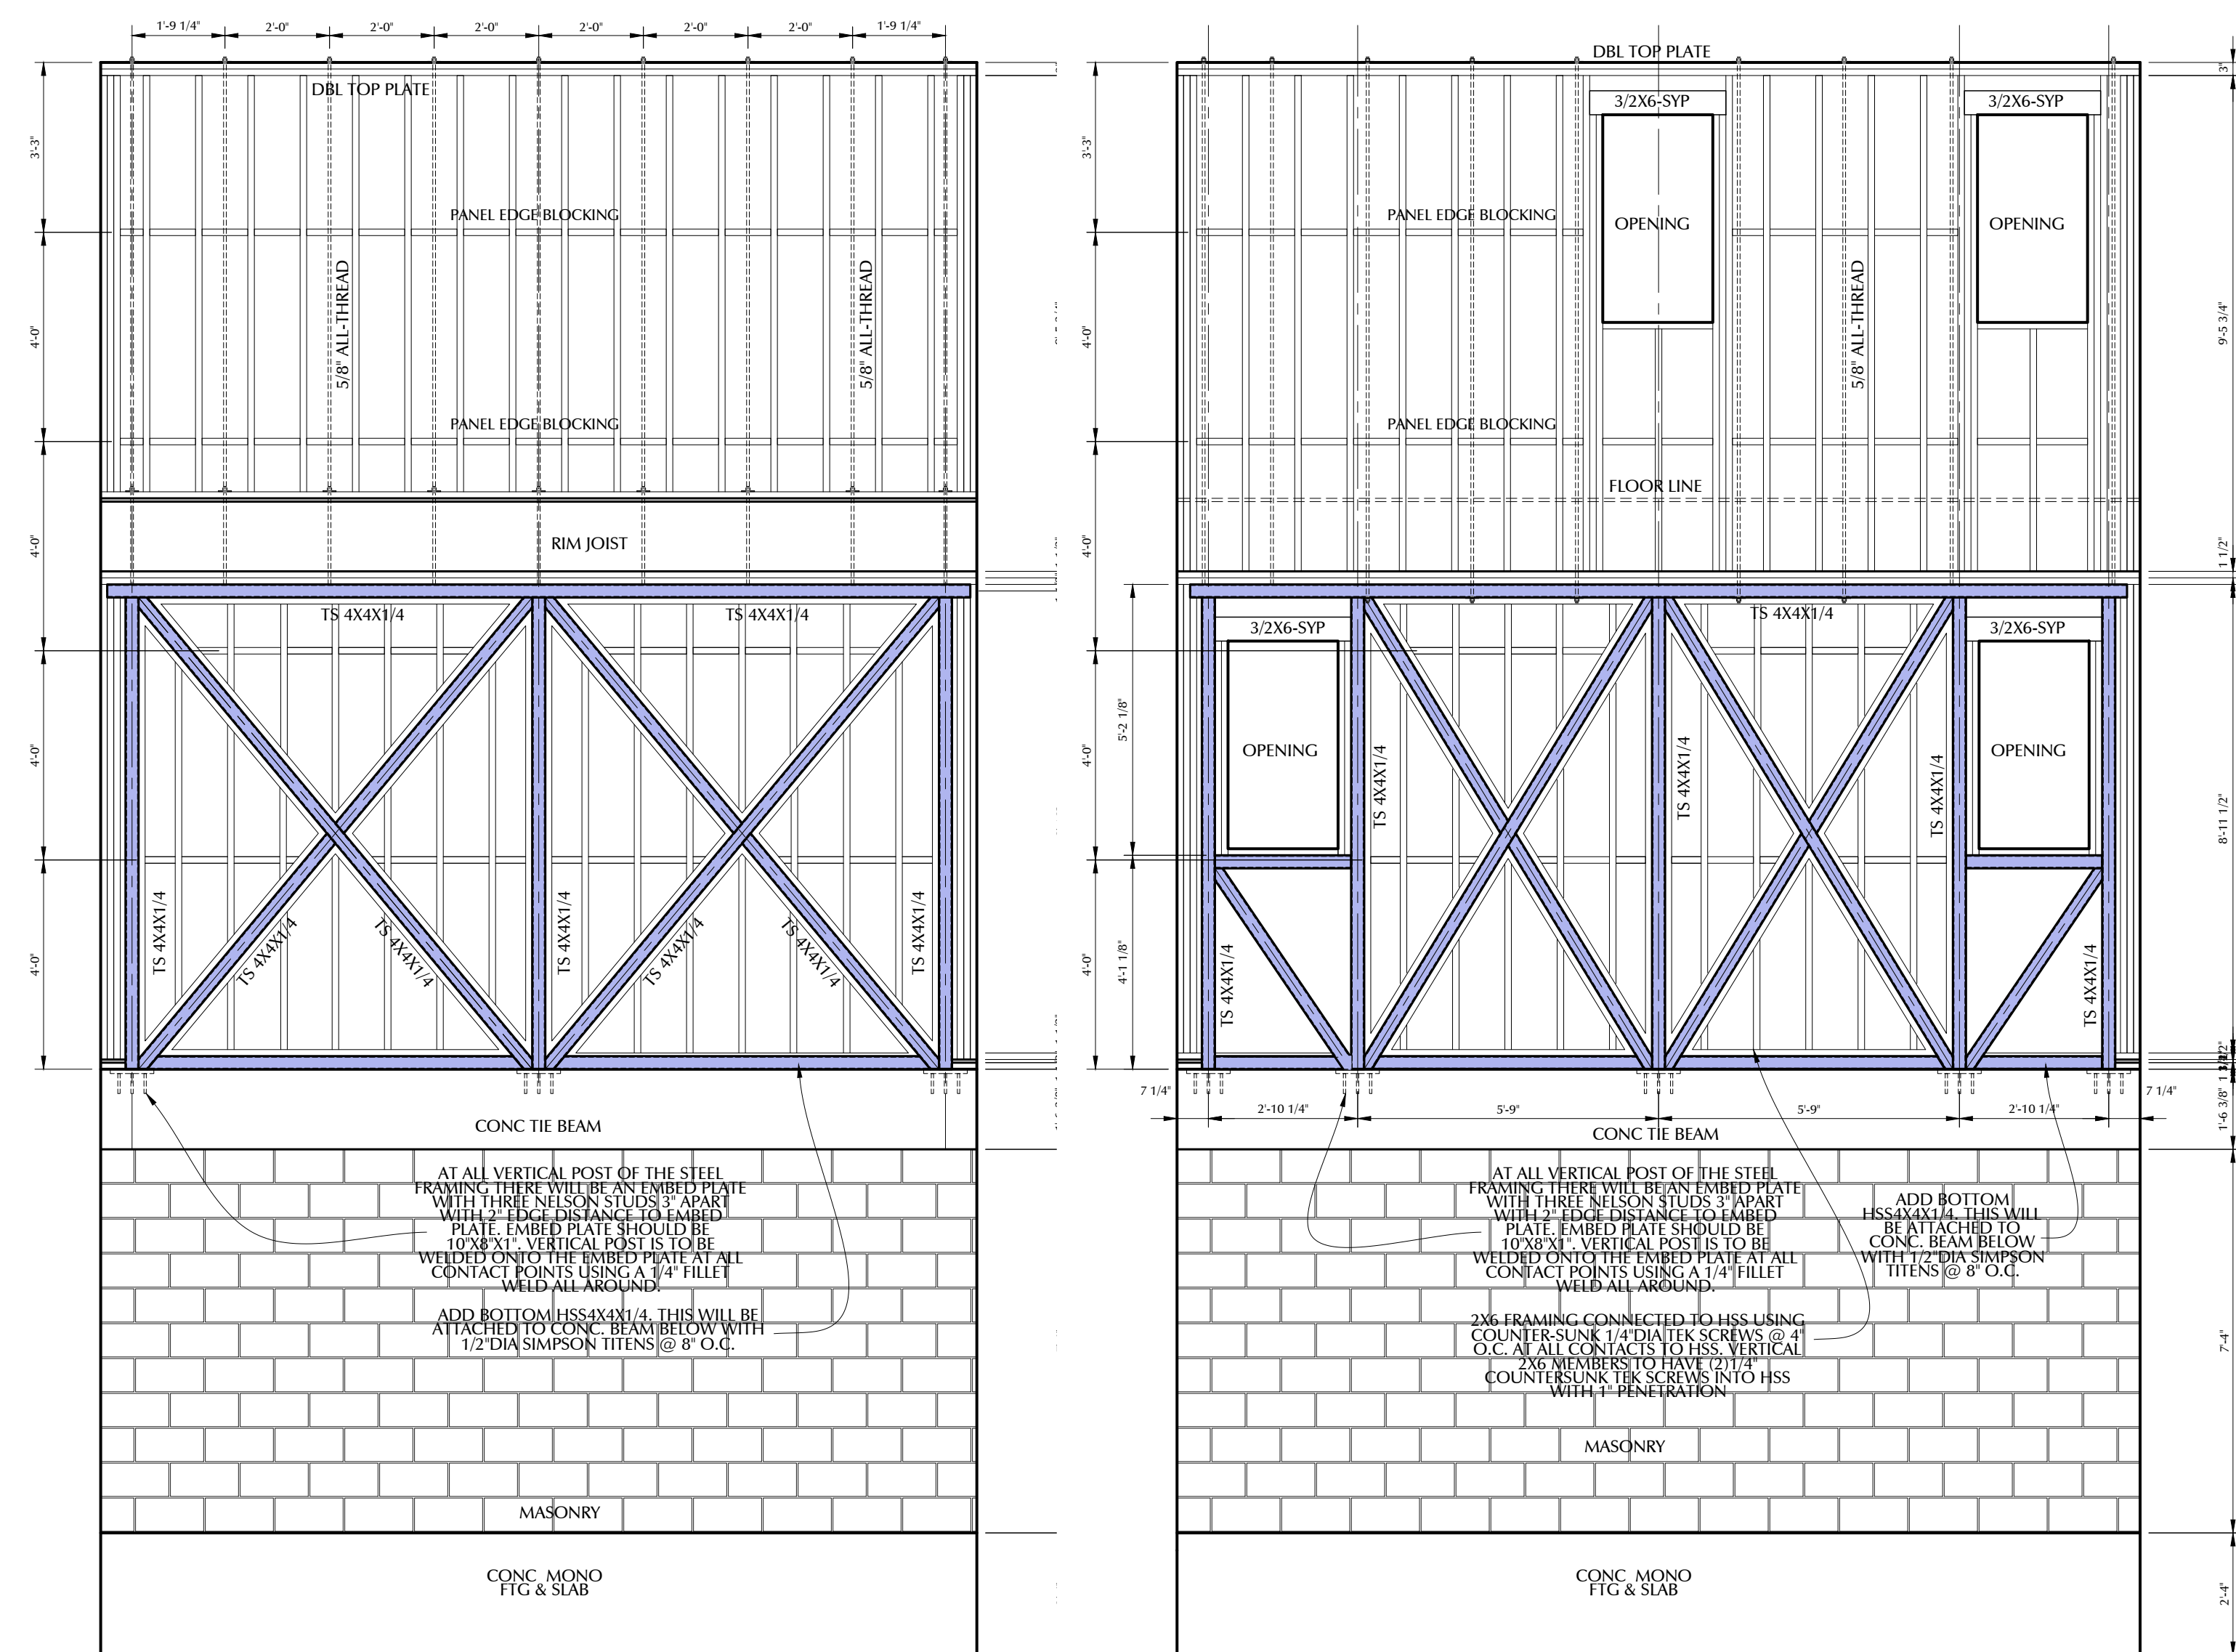 1'-9 1/4"
2'-0"
2'-0"
2'-0"
2'-0"
2'-0"
2'-0"
1'-9 1/4"
DBL TOP PLATE
3'-3"
PANEL EDGE BLOCKING
5/8" ALL-THREAD
5/8" ALL-THREAD
4'-0"
PANEL EDGE BLOCKING
4'-0"
RIM JOIST
TS 4X4X1/4
TS 4X4X1/4
4'-0"
TS 4X4X1/4
TS 4X4X1/4
TS 4X4X1/4
TS 4X4X1/4
TS 4X4X1/4
TS 4X4X1/4
TS 4X4X1/4
4'-0"
CONC TIE BEAM
AT ALL VERTICAL POST OF THE STEEL
FRAMING THERE WILL BE AN EMBED PLATE
WITH THREE NELSON STUDS 3" APART
WITH 2" EDGE DISTANCE TO EMBED
PLATE. EMBED PLATE SHOULD BE
10"X8"X1". VERTICAL POST IS TO BE
WELDED ONTO THE EMBED PLATE AT ALL
CONTACT POINTS USING A 1/4" FILLET
WELD ALL AROUND.
ADD BOTTOM HSS4X4X1/4. THIS WILL BE
ATTACHED TO CONC. BEAM BELOW WITH
1/2"DIA SIMPSON TITENS @ 8" O.C.
MASONRY
CONC MONO
FTG & SLAB
DBL TOP PLATE
3"
3/2X6-SYP
3/2X6-SYP
3'-3"
PANEL EDGE BLOCKING
OPENING
OPENING
5/8" ALL-THREAD
4'-0"
9'-5 3/4"
PANEL EDGE BLOCKING
FLOOR LINE
4'-0"
1 1/2"
TS 4X4X1/4
3/2X6-SYP
3/2X6-SYP
5'-2 1/8"
4'-0"
OPENING
TS 4X4X1/4
TS 4X4X1/4
TS 4X4X1/4
OPENING
8'-11 1/2"
4'-0"
4'-1 1/8"
TS 4X4X1/4
TS 4X4X1/4
7 1/4"
2'-10 1/4"
5'-9"
5'-9"
2'-10 1/4"
7 1/4"
1'-6 3/8"
CONC TIE BEAM
AT ALL VERTICAL POST OF THE STEEL
FRAMING THERE WILL BE AN EMBED PLATE
WITH THREE NELSON STUDS 3" APART
WITH 2" EDGE DISTANCE TO EMBED
PLATE. EMBED PLATE SHOULD BE
10"X8"X1". VERTICAL POST IS TO BE
WELDED ONTO THE EMBED PLATE AT ALL
CONTACT POINTS USING A 1/4" FILLET
WELD ALL AROUND.
ADD BOTTOM
HSS4X4X1/4. THIS WILL
BE ATTACHED TO
CONC. BEAM BELOW
WITH 1/2"DIA SIMPSON
TITENS @ 8" O.C.
2X6 FRAMING CONNECTED TO HSS USING
COUNTER-SUNK 1/4"DIA TEK SCREWS @ 4"
O.C. AT ALL CONTACTS TO HSS. VERTICAL
2X6 MEMBERS TO HAVE (2)1/4"
COUNTERSUNK TEK SCREWS INTO HSS
WITH 1" PENETRATION
7'-4"
MASONRY
CONC MONO
FTG & SLAB
2'-4"